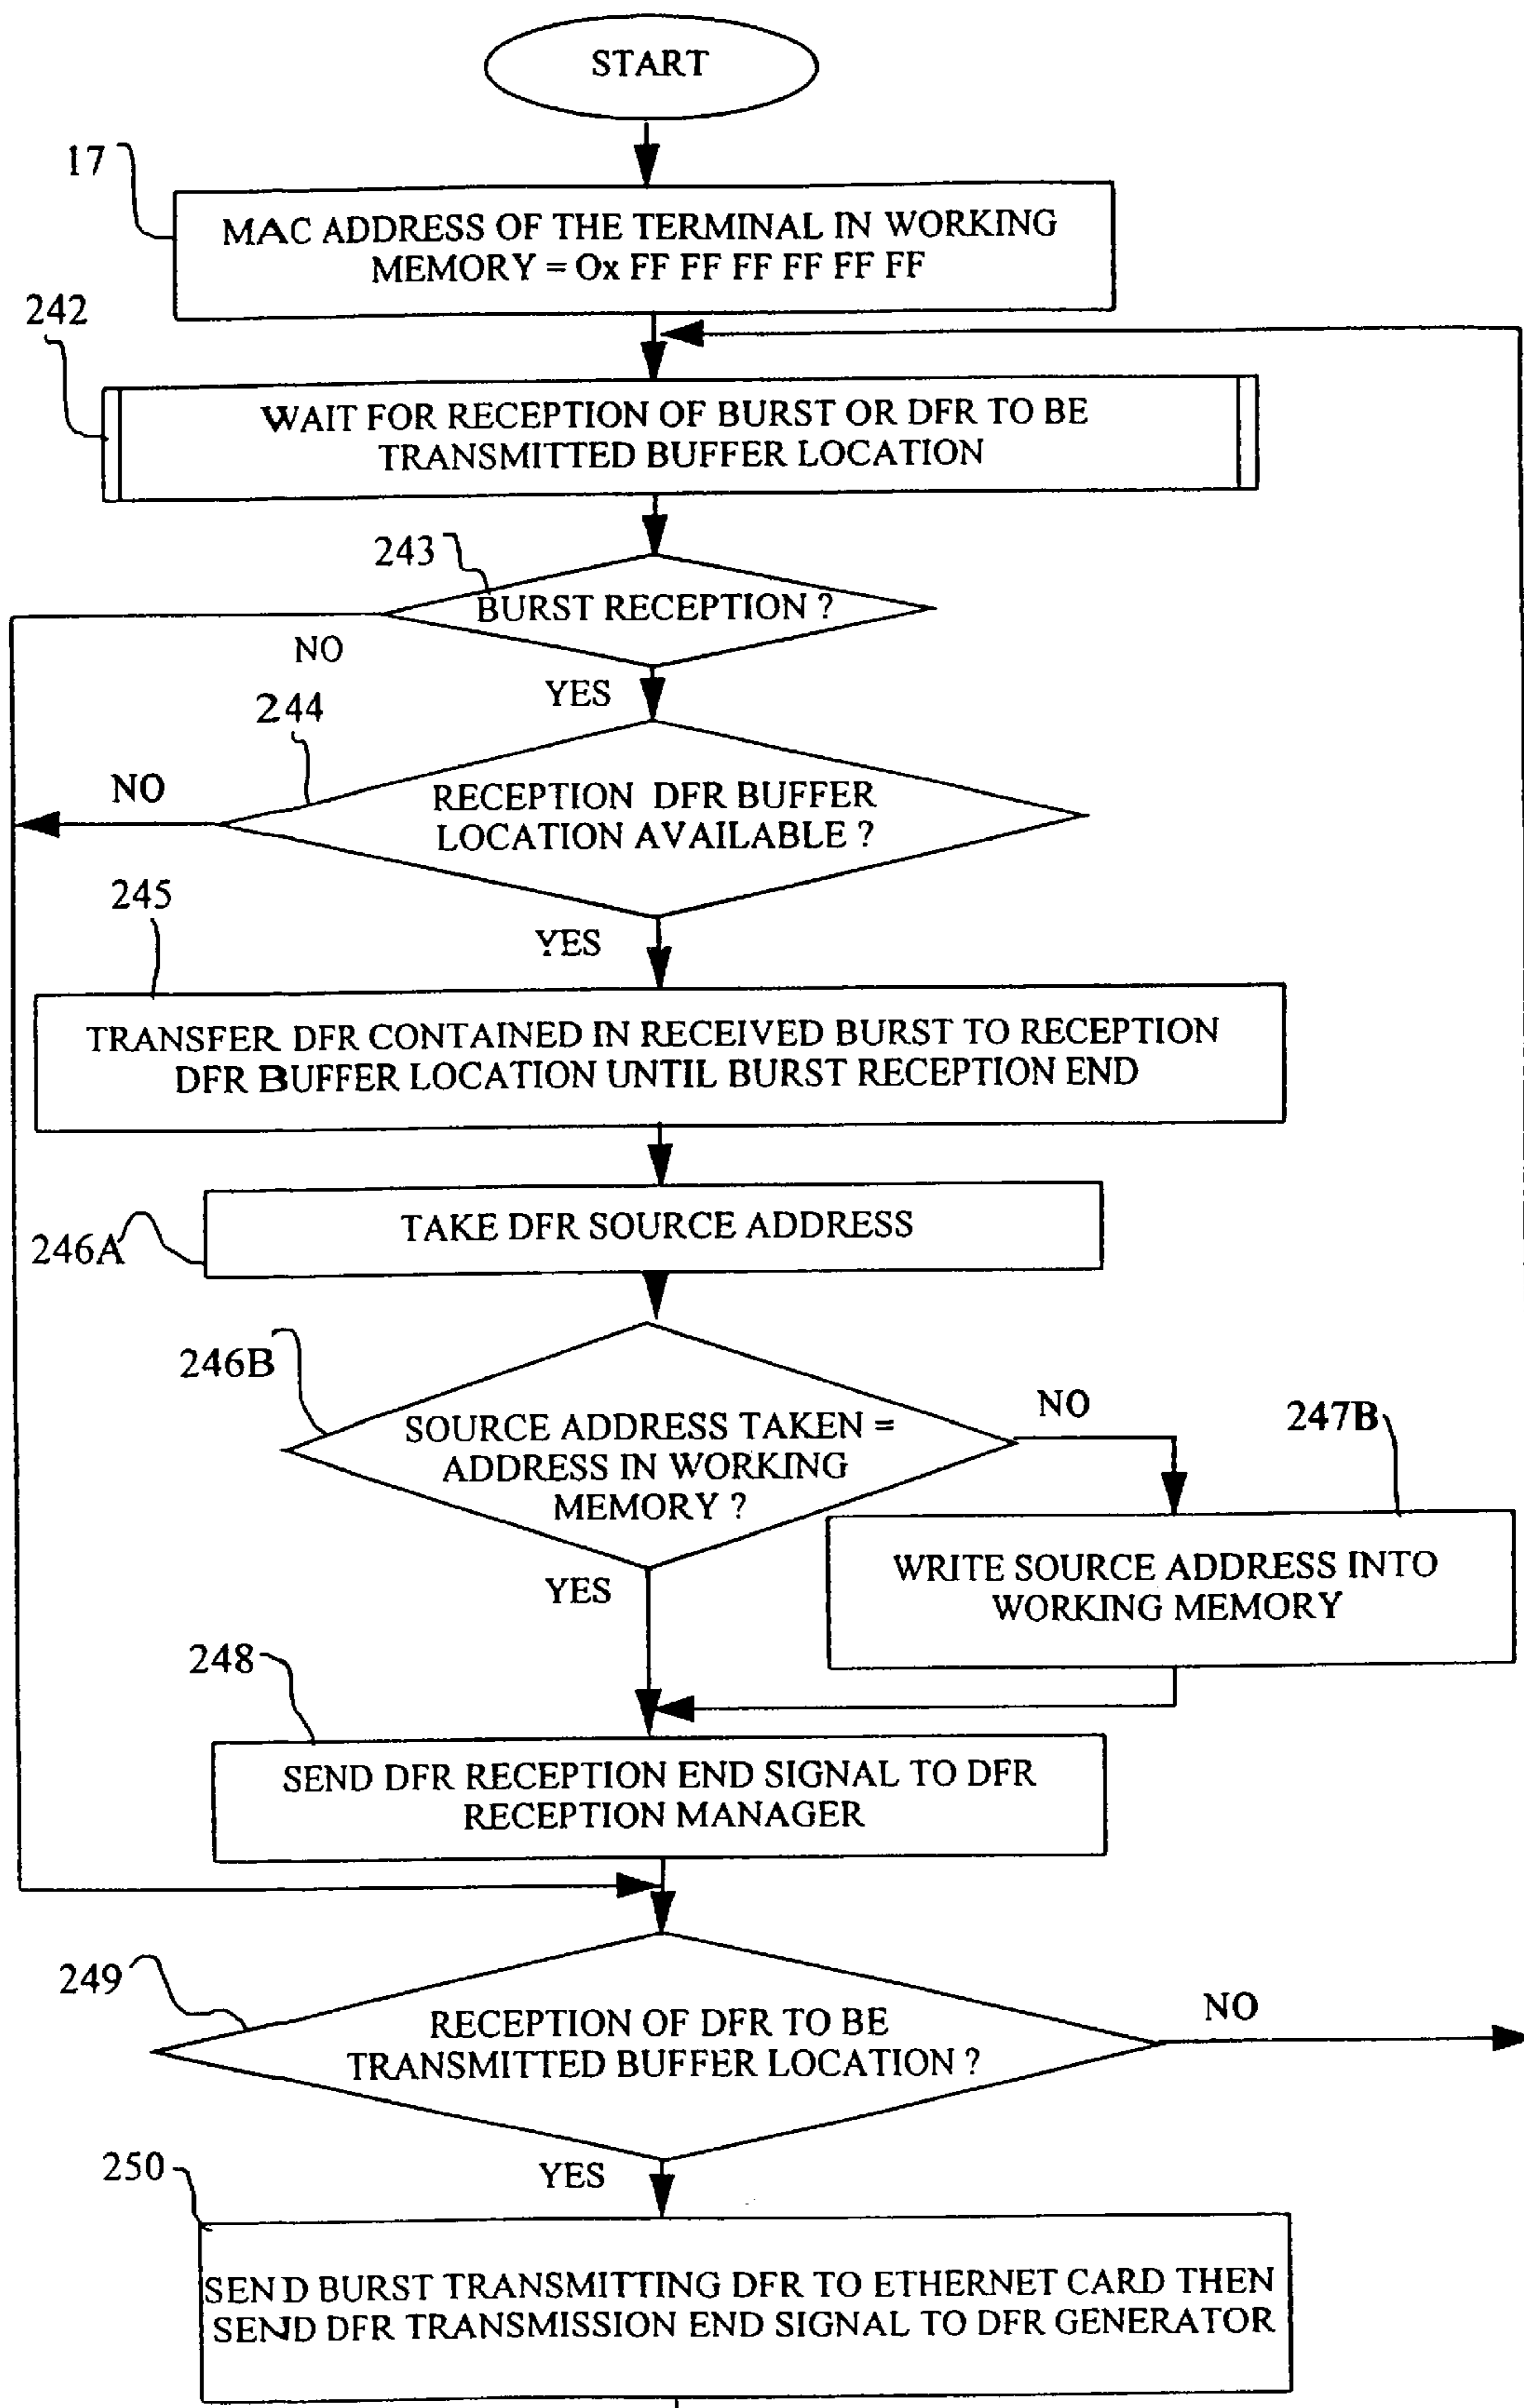 START
17
MAC ADDRESS OF THE TERMINAL IN WORKING
MEMORY = Ox FF FF FF FF FF FF
242
WAIT FOR RECEPTION OF BURST OR DFR TO BE
TRANSMITTED BUFFER LOCATION
243
BURST RECEPTION ?
NO
YES
244
NO
RECEPTION DFR BUFFER
LOCATION AVAILABLE ?
245
YES
TRANSFER DFR CONTAINED IN RECEIVED BURST TO RECEPTION
DFR BUFFER LOCATION UNTIL BURST RECEPTION END
TAKE DFR SOURCE ADDRESS
246A
246B
NO
247B
SOURCE ADDRESS TAKEN =
ADDRESS IN WORKING
MEMORY ?
YES
WRITE SOURCE ADDRESS INTO
WORKING MEMORY
248
SEND DFR RECEPTION END SIGNAL TO DFR
RECEPTION MANAGER
249
NO
RECEPTION OF DFR TO BE
TRANSMITTED BUFFER LOCATION ?
250
YES
SEND BURST TRANSMITTING DFR TO ETHERNET CARD THEN
SEND DFR TRANSMISSION END SIGNAL TO DFR GENERATOR